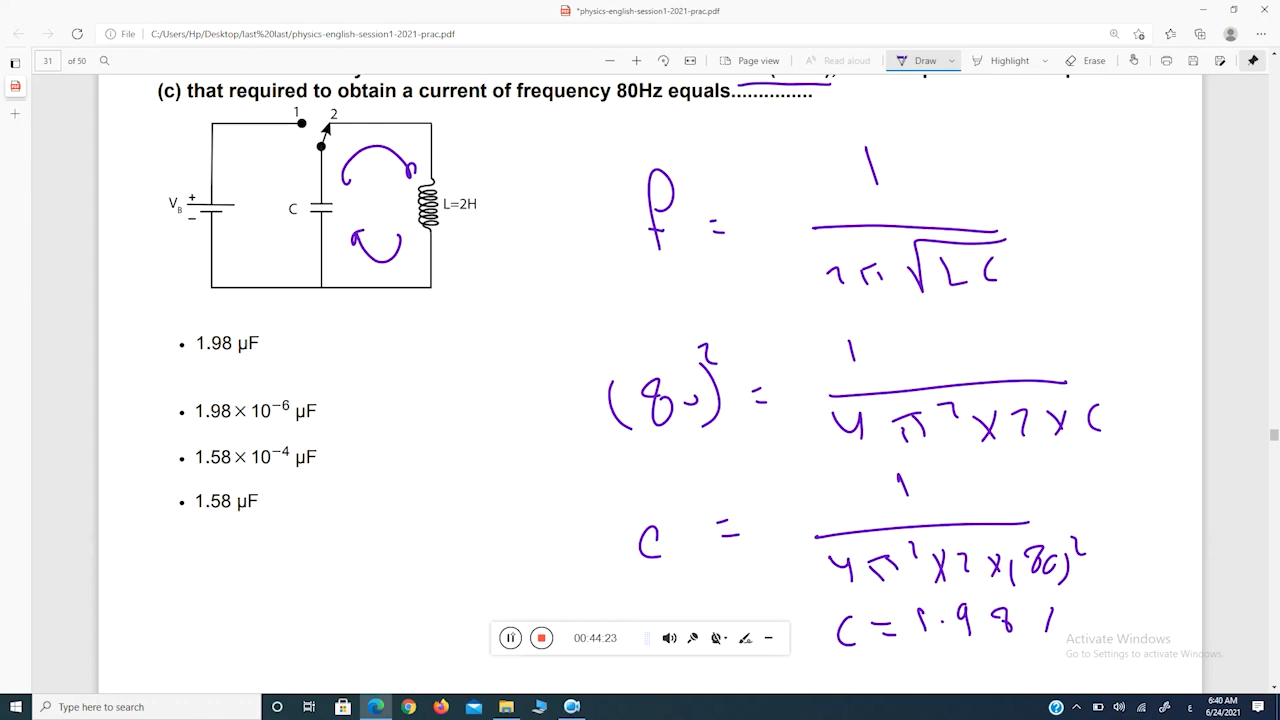 *physics-english-session1-2021-prac.pdf
File C:/Users/Hp/Desktop/last%20last/physics-english-session1-2021-prac.pdf
31 of 50
Page view
Read aloud
Draw
Highlight
Erase
(c) that required to obtain a current of frequency 80Hz equals...............
1
2
V_B
+
−
C
L=2H
• 1.98 μF
• 1.98 × 10⁻⁶ μF
• 1.58 × 10⁻⁴ μF
• 1.58 μF
f = 1 / 2π√LC
(80)² = 1 / 4π² × 2 × C
C = 1 / 4π² × 2 × (80)²
C = 1.98 1
00:44:23
Activate Windows
Go to Settings to activate Windows.
Type here to search
6:40 AM
6/24/2021